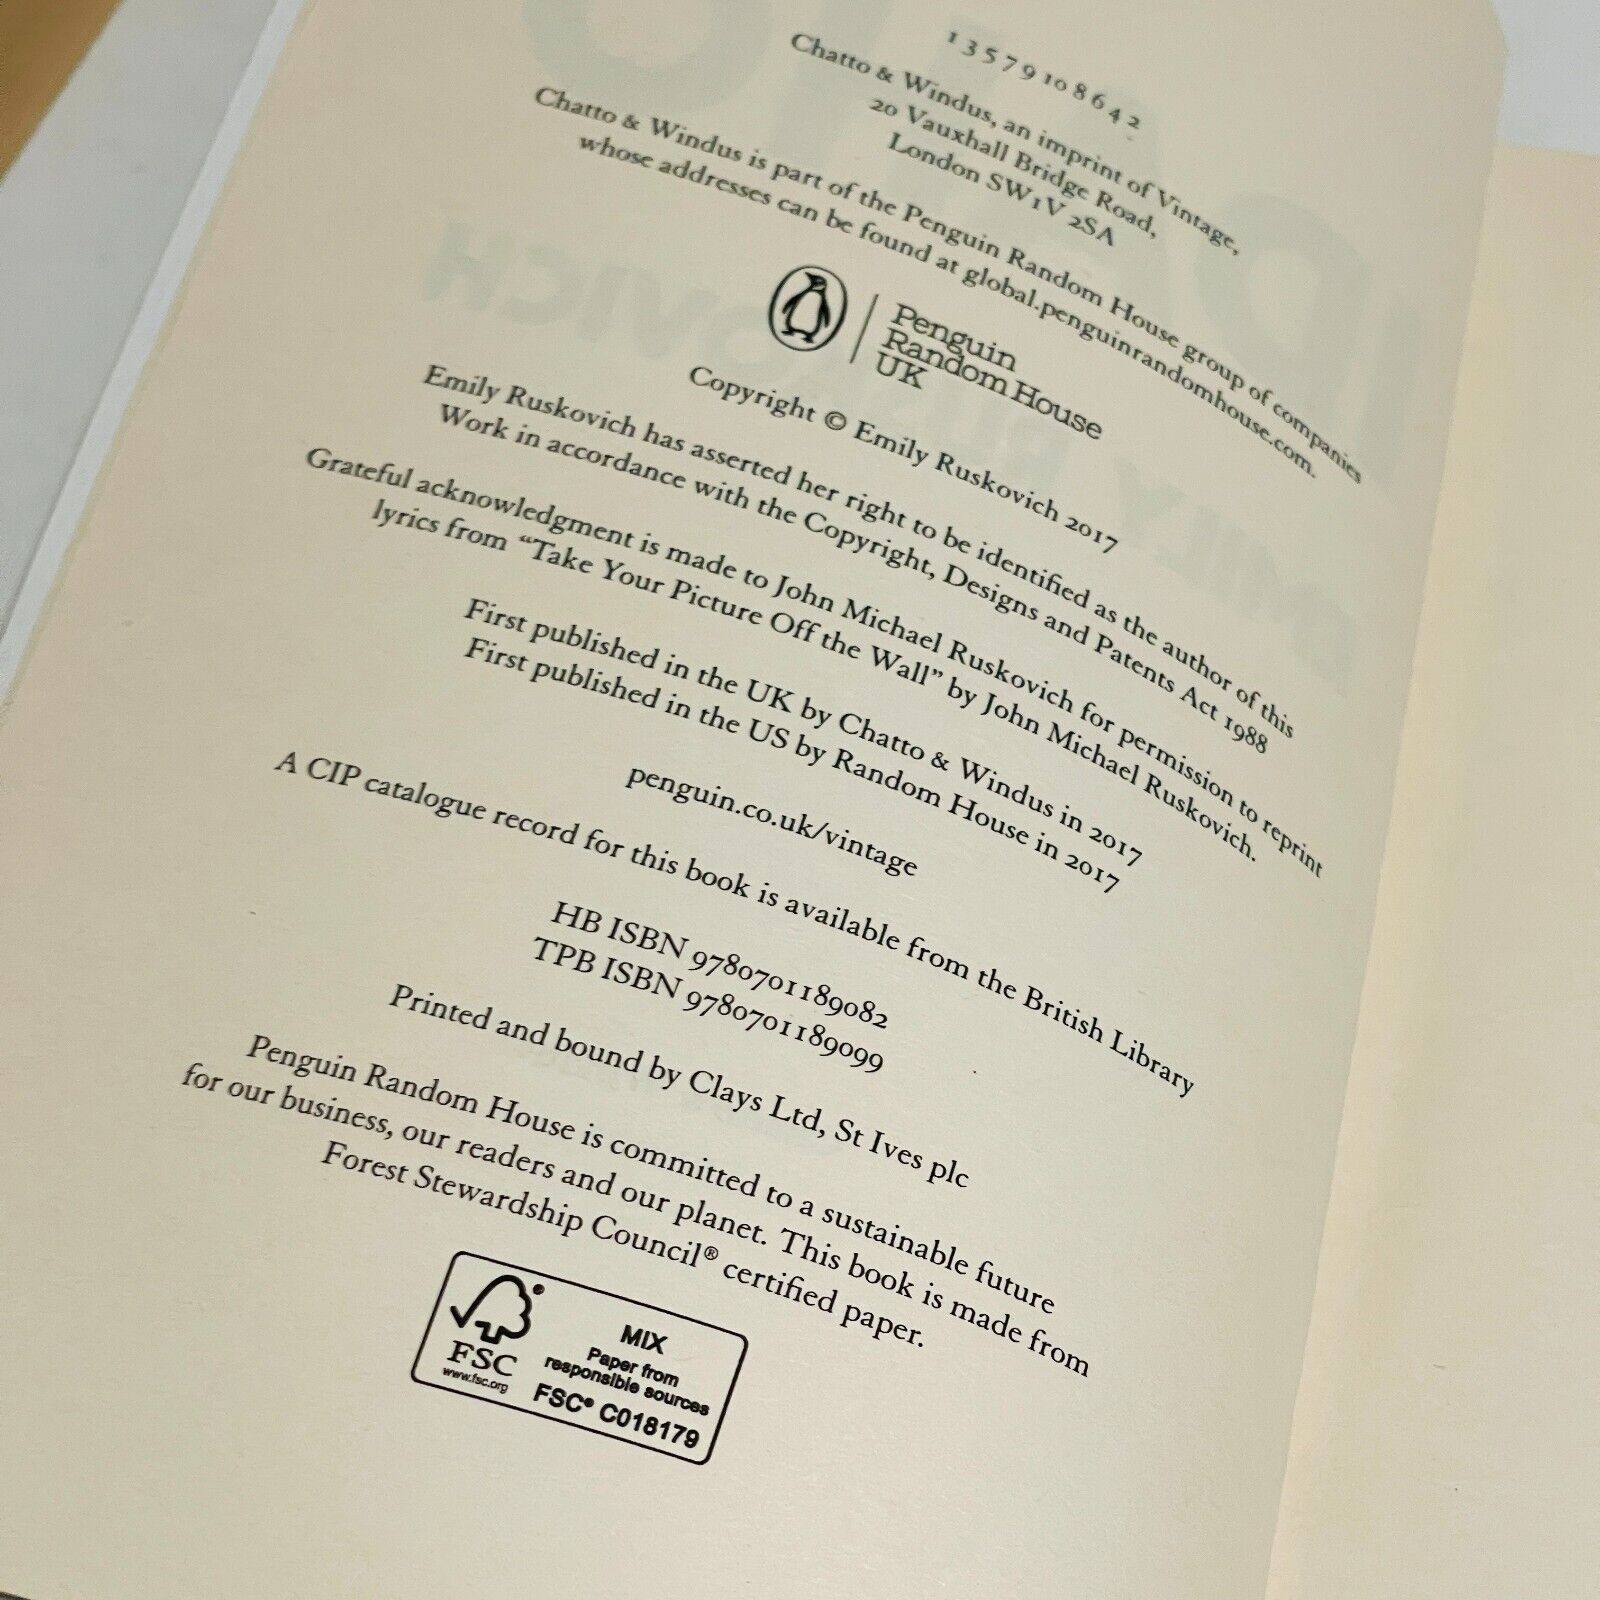 1 3 5 7 9 10 8 6 4 2
Chatto & Windus, an imprint of Vintage,
20 Vauxhall Bridge Road,
London SW1V 2SA
Chatto & Windus is part of the Penguin Random House group of companies
whose addresses can be found at global.penguinrandomhouse.com.
Penguin
Random House
UK
Copyright © Emily Ruskovich 2017
Emily Ruskovich has asserted her right to be identified as the author of this
Work in accordance with the Copyright, Designs and Patents Act 1988
Grateful acknowledgment is made to John Michael Ruskovich for permission to reprint
lyrics from “Take Your Picture Off the Wall” by John Michael Ruskovich.
First published in the UK by Chatto & Windus in 2017
First published in the US by Random House in 2017
penguin.co.uk/vintage
A CIP catalogue record for this book is available from the British Library
HB ISBN 9780701189082
TPB ISBN 9780701189099
Printed and bound by Clays Ltd, St Ives plc
Penguin Random House is committed to a sustainable future
for our business, our readers and our planet. This book is made from
Forest Stewardship Council® certified paper.
FSC
www.fsc.org
MIX
Paper from
responsible sources
FSC® C018179